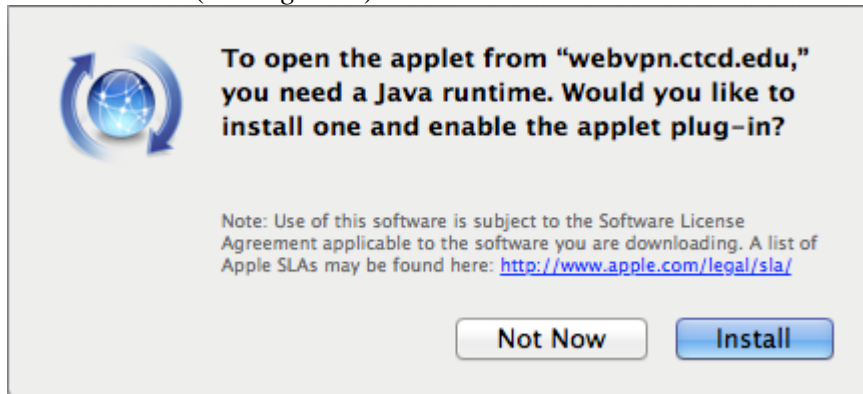 To open the applet from “webvpn.ctcd.edu,”
you need a Java runtime. Would you like to
install one and enable the applet plug-in?
Note: Use of this software is subject to the Software License
Agreement applicable to the software you are downloading. A list of
Apple SLAs may be found here: http://www.apple.com/legal/sla/
Not Now
Install